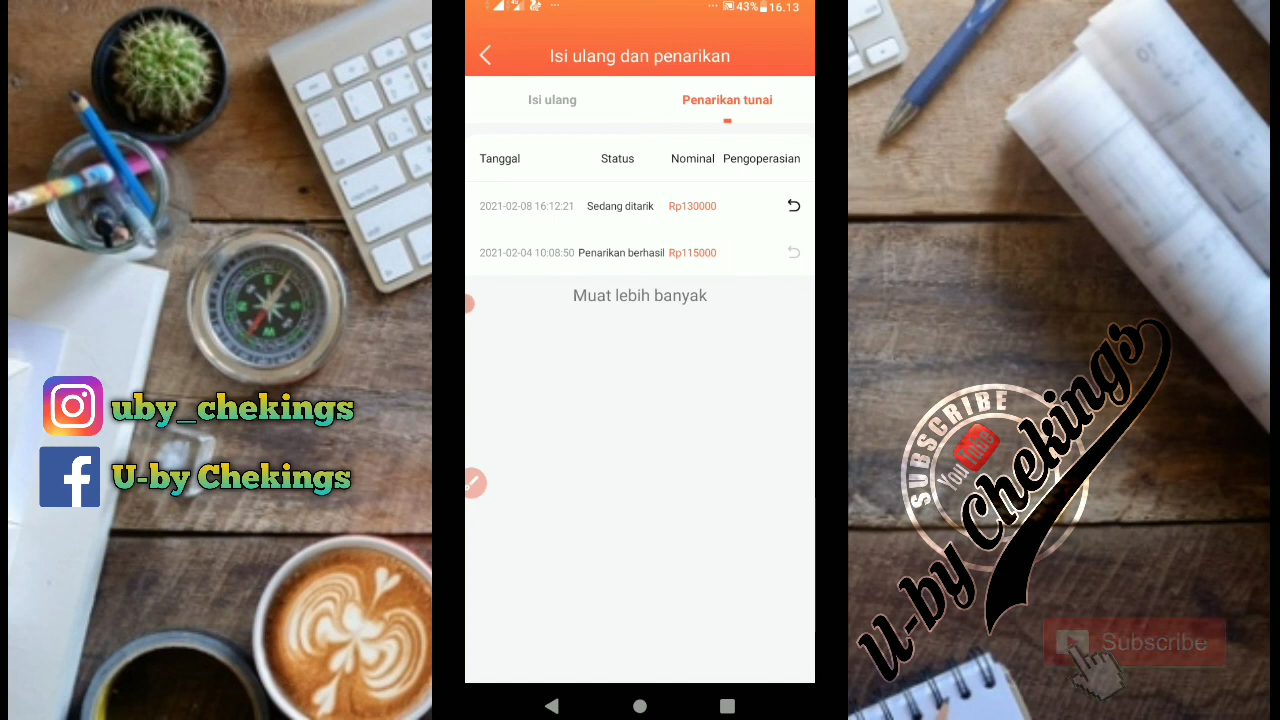 43% 16.13
Isi ulang dan penarikan
Isi ulang
Penarikan tunai
Tanggal Status Nominal Pengoperasian
2021-02-08 16:12:21 Sedang ditarik Rp130000
2021-02-04 10:08:50 Penarikan berhasil Rp115000
Muat lebih banyak
uby_chekings
U-by Chekings
SUBSCRIBE
YouTube
U-by Chekings
Subscribe